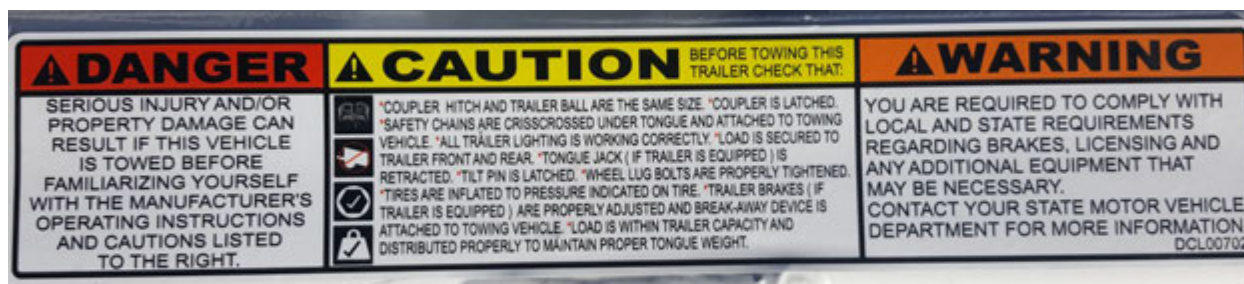 DANGER
SERIOUS INJURY AND/OR
PROPERTY DAMAGE CAN
RESULT IF THIS VEHICLE
IS TOWED BEFORE
FAMILIARIZING YOURSELF
WITH THE MANUFACTURER'S
OPERATING INSTRUCTIONS
AND CAUTIONS LISTED
TO THE RIGHT.
CAUTION
BEFORE TOWING THIS
TRAILER CHECK THAT:
*COUPLER HITCH AND TRAILER BALL ARE THE SAME SIZE. *COUPLER IS LATCHED.
*SAFETY CHAINS ARE CRISSCROSSED UNDER TONGUE AND ATTACHED TO TOWING
VEHICLE. *ALL TRAILER LIGHTING IS WORKING CORRECTLY. *LOAD IS SECURED TO
TRAILER FRONT AND REAR. *TONGUE JACK ( IF TRAILER IS EQUIPPED ) IS
RETRACTED. *TILT PIN IS LATCHED. *WHEEL LUG BOLTS ARE PROPERLY TIGHTENED.
*TIRES ARE INFLATED TO PRESSURE INDICATED ON TIRE. *TRAILER BRAKES ( IF
TRAILER IS EQUIPPED ) ARE PROPERLY ADJUSTED AND BREAK-AWAY DEVICE IS
ATTACHED TO TOWING VEHICLE. *LOAD IS WITHIN TRAILER CAPACITY AND
DISTRIBUTED PROPERLY TO MAINTAIN PROPER TONGUE WEIGHT.
WARNING
YOU ARE REQUIRED TO COMPLY WITH
LOCAL AND STATE REQUIREMENTS
REGARDING BRAKES, LICENSING AND
ANY ADDITIONAL EQUIPMENT THAT
MAY BE NECESSARY.
CONTACT YOUR STATE MOTOR VEHICLE
DEPARTMENT FOR MORE INFORMATION
DCL00702